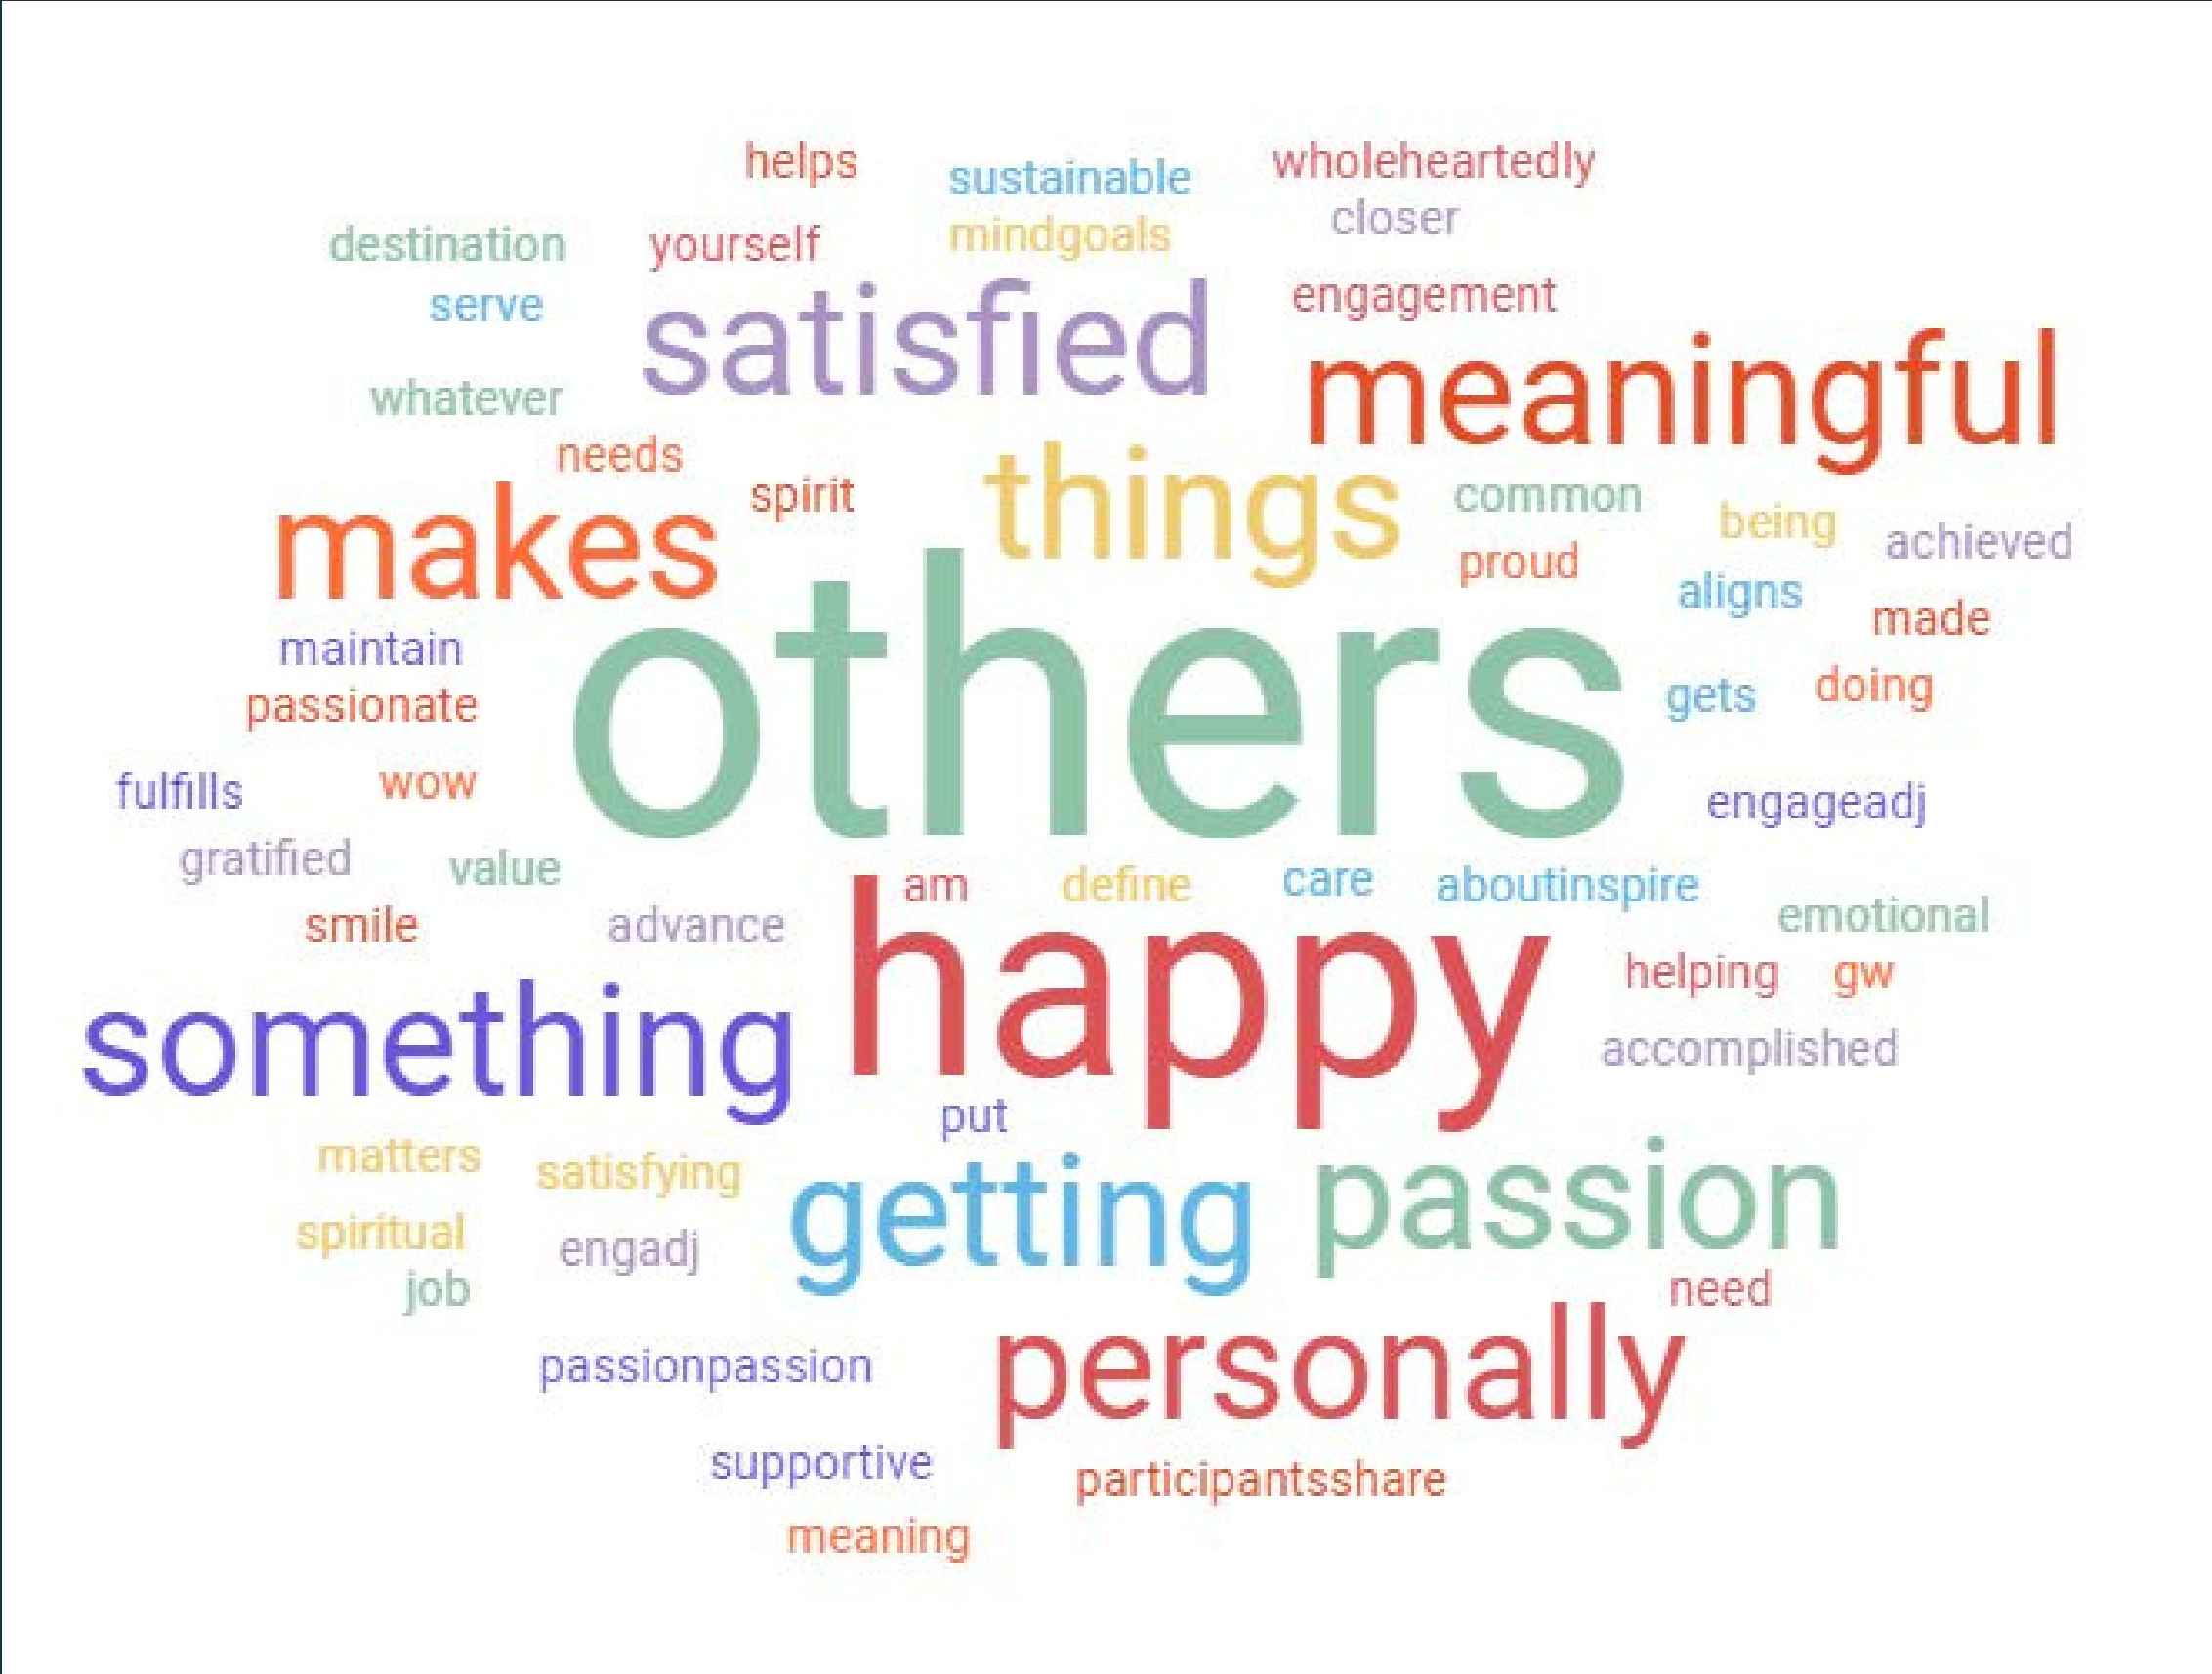 helps sustainable wholeheartedly
closer
destination yourself mindgoals
serve satisfied engagement
whatever meaningful
needs things
makes spirit common being achieved
proud aligns made
maintain others
passionate gets doing
fulfills wow engageadj
gratified value am define care aboutinspire
smile advance happy emotional
helping gw
something accomplished
put
matters satisfying getting passion
spiritual engadj
job need
passionpassion personally
supportive participantsshare
meaning